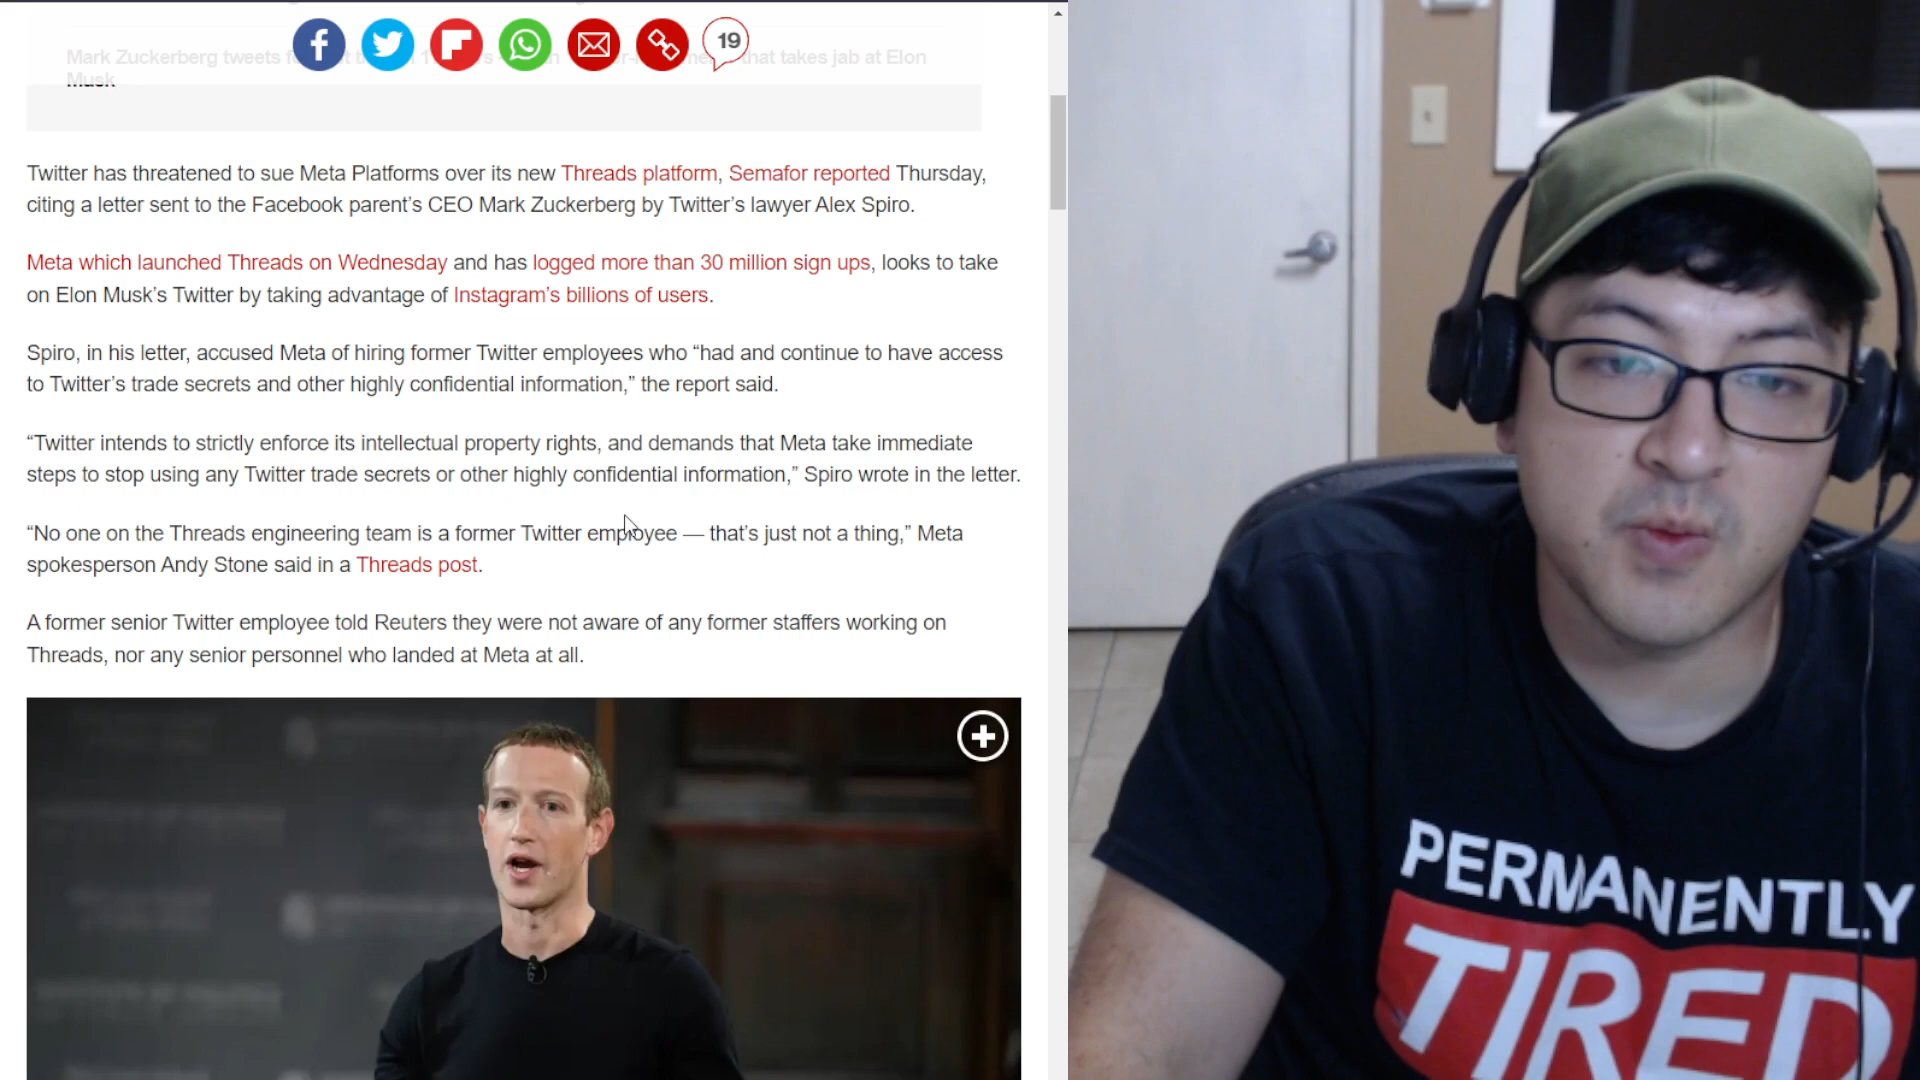 19
Mark Zuckerberg tweets that takes jab at Elon
Musk
Twitter has threatened to sue Meta Platforms over its new Threads platform, Semafor reported Thursday,
citing a letter sent to the Facebook parent’s CEO Mark Zuckerberg by Twitter’s lawyer Alex Spiro.
Meta which launched Threads on Wednesday and has logged more than 30 million sign ups, looks to take
on Elon Musk’s Twitter by taking advantage of Instagram’s billions of users.
Spiro, in his letter, accused Meta of hiring former Twitter employees who “had and continue to have access
to Twitter’s trade secrets and other highly confidential information,” the report said.
“Twitter intends to strictly enforce its intellectual property rights, and demands that Meta take immediate
steps to stop using any Twitter trade secrets or other highly confidential information,” Spiro wrote in the letter.
“No one on the Threads engineering team is a former Twitter employee — that’s just not a thing,” Meta
spokesperson Andy Stone said in a Threads post.
A former senior Twitter employee told Reuters they were not aware of any former staffers working on
Threads, nor any senior personnel who landed at Meta at all.
PERMANENTLY
TIRED